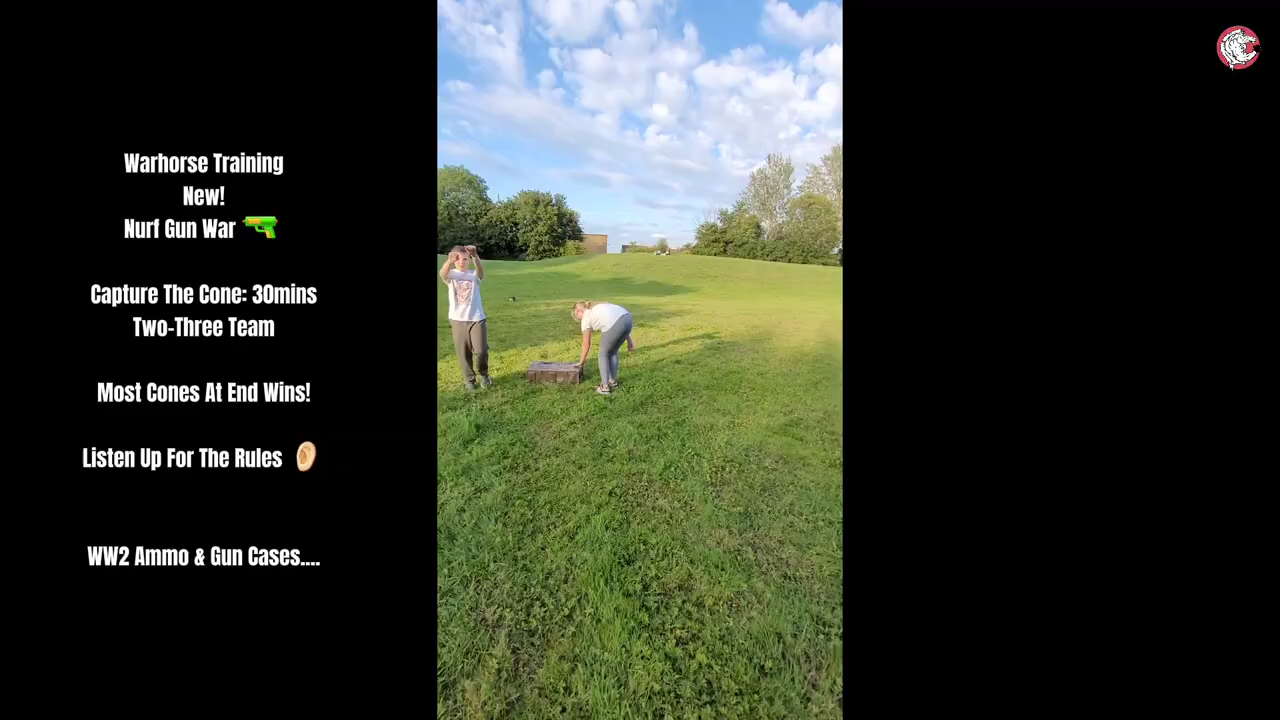 Warhorse Training
New!
Nurf Gun War 🔫
Capture The Cone: 30mins
Two-Three Team
Most Cones At End Wins!
Listen Up For The Rules 👂
WW2 Ammo & Gun Cases....